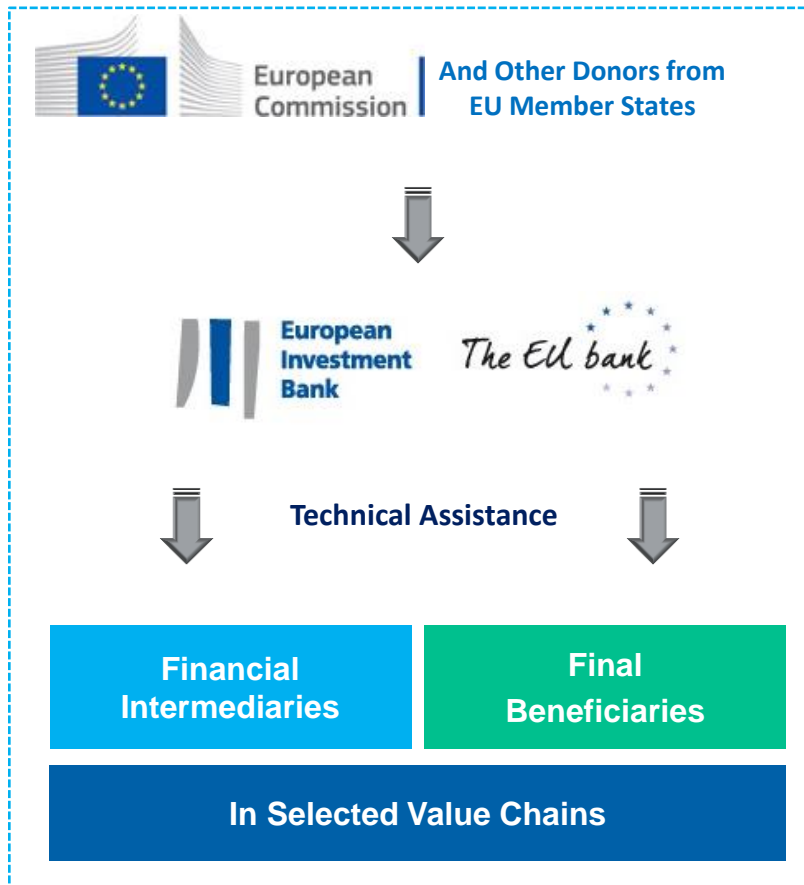 European
Commission
And Other Donors from
EU Member States
European
Investment
Bank
The EU bank
Technical Assistance
Financial
Intermediaries
Final
Beneficiaries
In Selected Value Chains